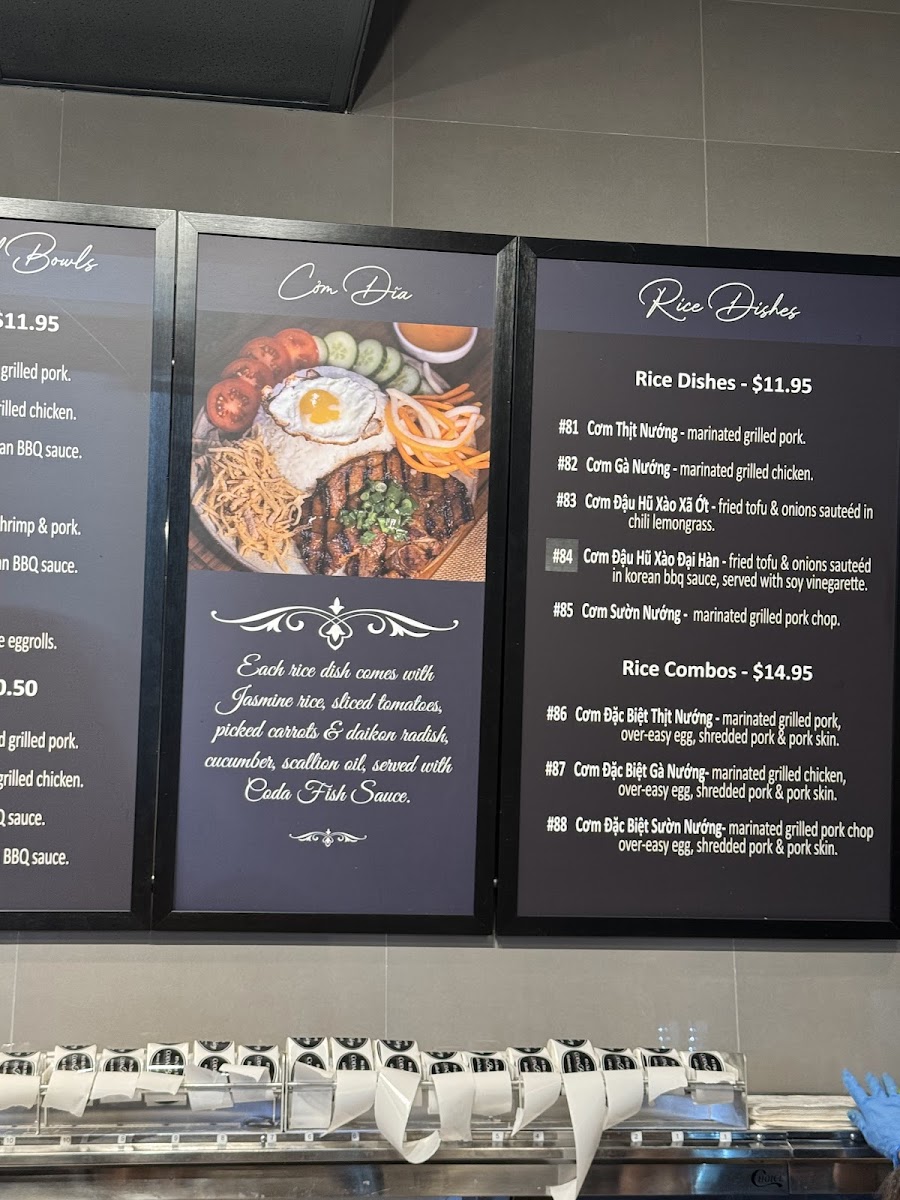 Bowls
$11.95
grilled pork.
grilled chicken.
an BBQ sauce.
shrimp & pork.
an BBQ sauce.
e eggrolls.
0.50
d grilled pork.
grilled chicken.
Q sauce.
BBQ sauce.
Cơm Dĩa
Each rice dish comes with
Jasmine rice, sliced tomatoes,
picked carrots & daikon radish,
cucumber, scallion oil, served with
Coda Fish Sauce.
Rice Dishes
Rice Dishes - $11.95
#81 Cơm Thịt Nướng - marinated grilled pork.
#82 Cơm Gà Nướng - marinated grilled chicken.
#83 Cơm Đậu Hũ Xào Xã Ớt - fried tofu & onions sauteéd in
chili lemongrass.
#84 Cơm Đậu Hũ Xào Đại Hàn - fried tofu & onions sauteéd
in korean bbq sauce, served with soy vinegarette.
#85 Cơm Sườn Nướng - marinated grilled pork chop.
Rice Combos - $14.95
#86 Cơm Đặc Biệt Thịt Nướng - marinated grilled pork,
over-easy egg, shredded pork & pork skin.
#87 Cơm Đặc Biệt Gà Nướng- marinated grilled chicken,
over-easy egg, shredded pork & pork skin.
#88 Cơm Đặc Biệt Sườn Nướng- marinated grilled pork chop
over-easy egg, shredded pork & pork skin.